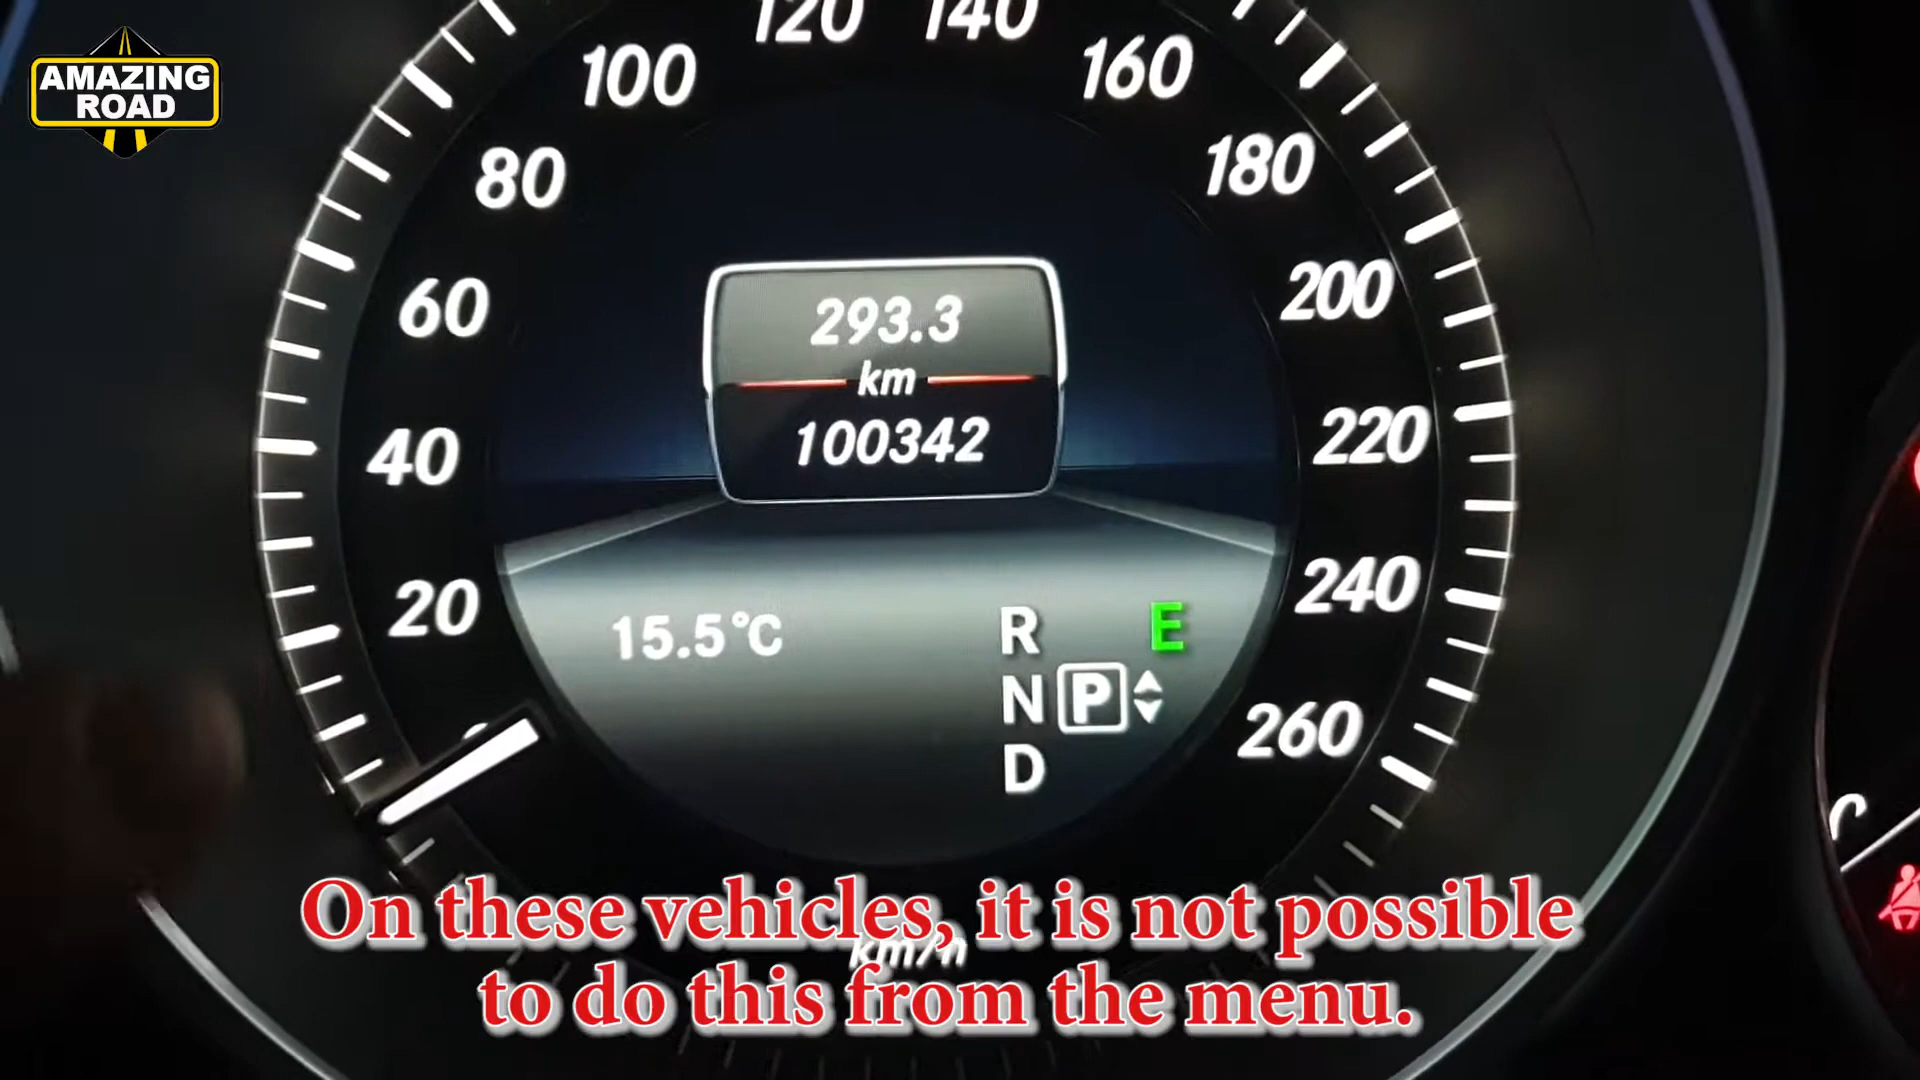 AMAZING
ROAD
120 140
100 160
80 180
60 200
40 220
20 240
260
293.3
km
100342
15.5°C
R E
N P
D
km/h
On these vehicles, it is not possible
to do this from the menu.